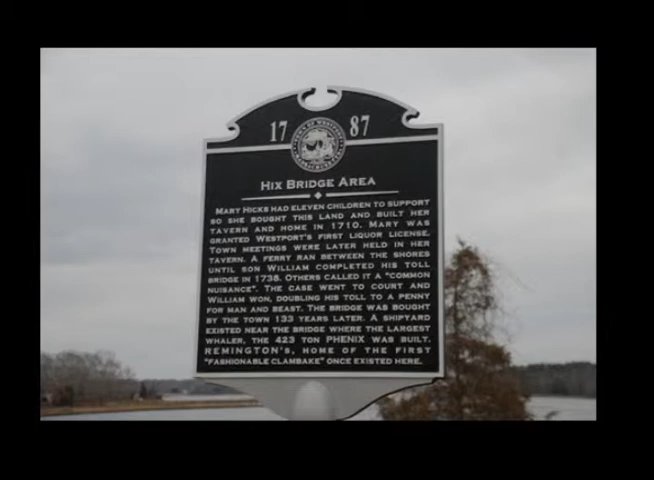 17 87
TOWN OF WESTPORT
HIX BRIDGE AREA
MARY HICKS HAD ELEVEN CHILDREN TO SUPPORT
SO SHE BOUGHT THIS LAND AND BUILT HER
TAVERN AND HOME IN 1710. MARY WAS
GRANTED WESTPORT'S FIRST LIQUOR LICENSE.
TOWN MEETINGS WERE LATER HELD IN HER
TAVERN. A FERRY RAN BETWEEN THE SHORES
UNTIL SON WILLIAM COMPLETED HIS TOLL
BRIDGE IN 1738. OTHERS CALLED IT A "COMMON
NUISANCE". THE CASE WENT TO COURT AND
WILLIAM WON, DOUBLING HIS TOLL TO A PENNY
FOR MAN AND BEAST. THE BRIDGE WAS BOUGHT
BY THE TOWN 133 YEARS LATER. A SHIPYARD
EXISTED NEAR THE BRIDGE WHERE THE LARGEST
WHALER, THE 423 TON PHENIX WAS BUILT.
REMINGTON'S, HOME OF THE FIRST
"FASHIONABLE CLAMBAKE" ONCE EXISTED HERE.